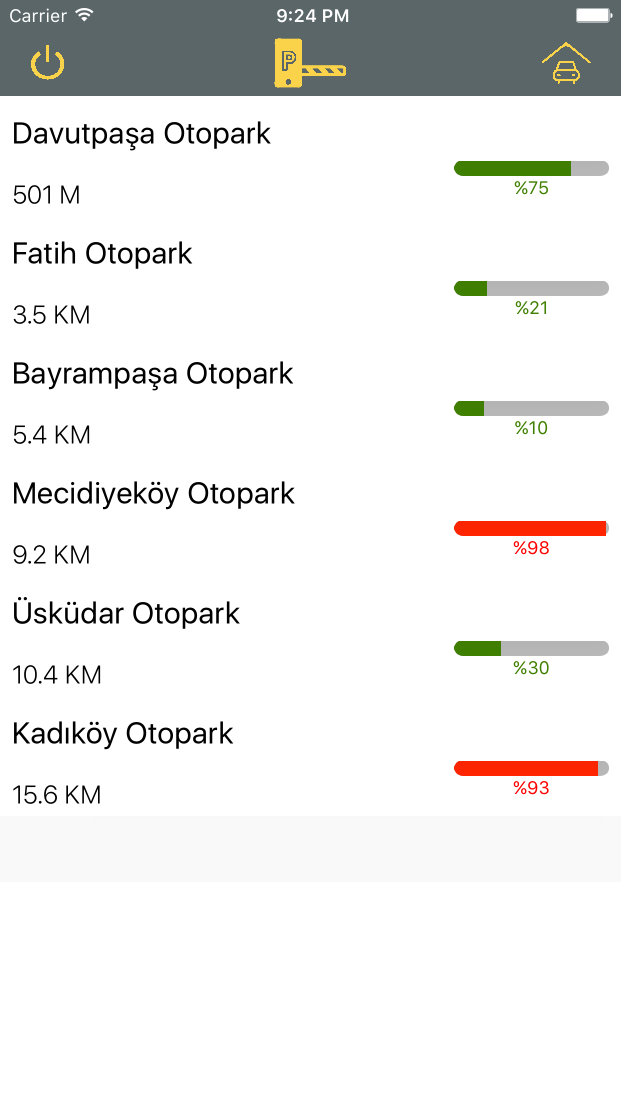 Carrier 9:24 PM
P
Davutpaşa Otopark
%75
501 M
Fatih Otopark
%21
3.5 KM
Bayrampaşa Otopark
%10
5.4 KM
Mecidiyeköy Otopark
%98
9.2 KM
Üsküdar Otopark
%30
10.4 KM
Kadıköy Otopark
%93
15.6 KM